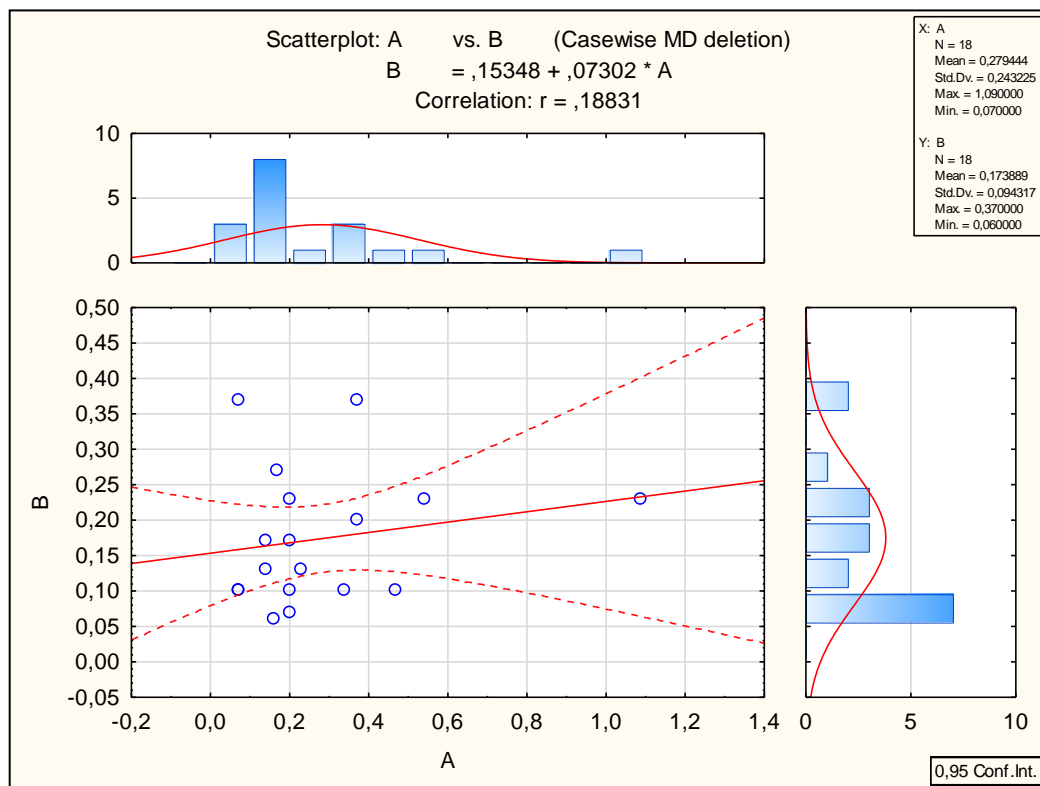 Scatterplot: A vs. B (Casewise MD deletion)
B = ,15348 + ,07302 * A
Correlation: r = ,18831
X: A
N = 18
Mean = 0,279444
Std.Dv. = 0,243225
Max. = 1,090000
Min. = 0,070000
Y: B
N = 18
Mean = 0,173889
Std.Dv. = 0,094317
Max. = 0,370000
Min. = 0,060000
10
5
0
0,50
0,45
0,40
0,35
0,30
0,25
0,20
0,15
0,10
0,05
0,00
-0,05
B
-0,2 0,0 0,2 0,4 0,6 0,8 1,0 1,2 1,4
A
0 5 10
0,95 Conf.Int.